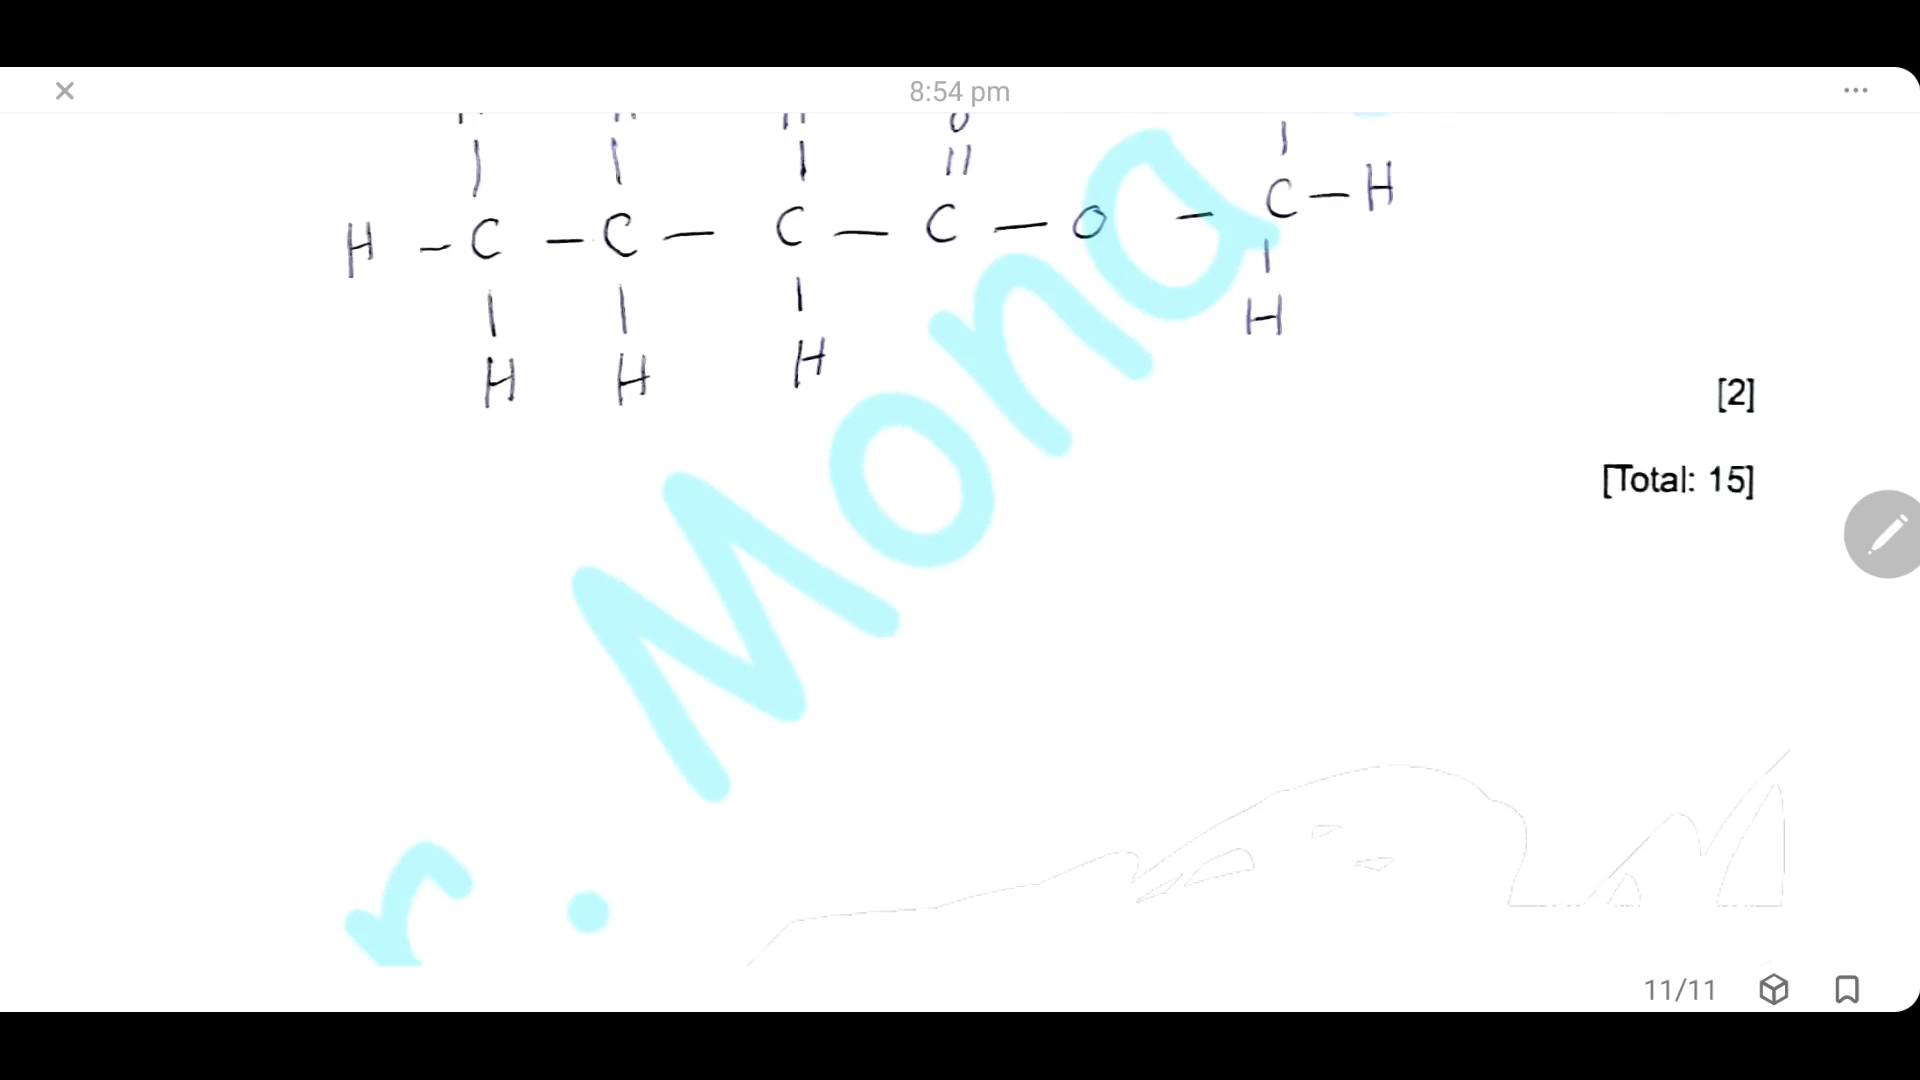 8:54 pm
O
H - C - C - C - C - O - C - H
H H H H
[2]
[Total: 15]
r. Mona
11/11